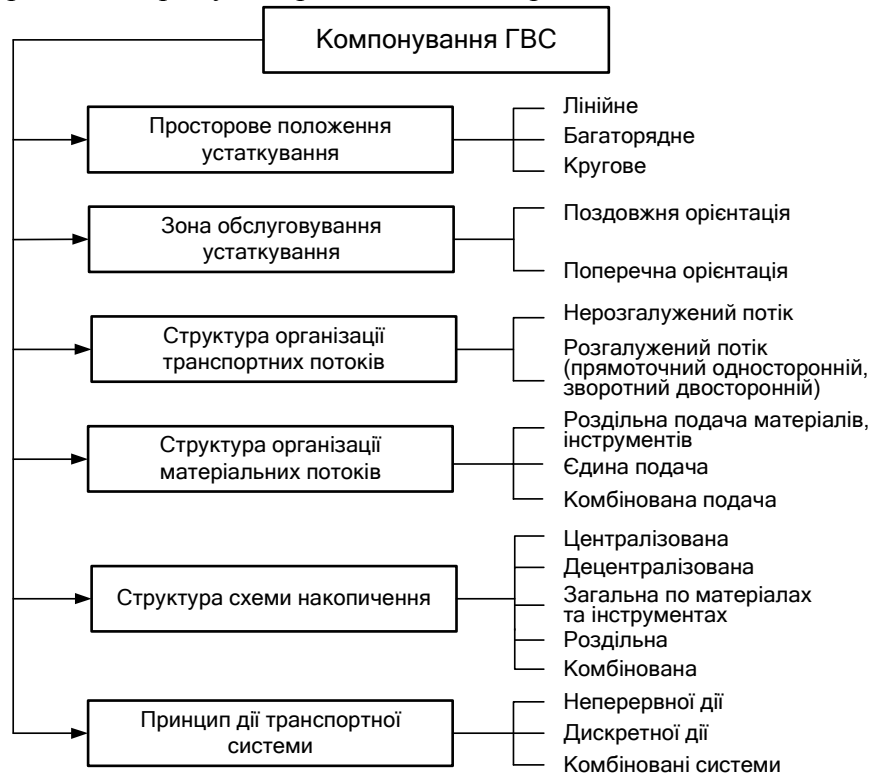 Компонування ГВС
Просторове положення
устаткування
Лінійне
Багаторядне
Кругове
Зона обслуговування
устаткування
Поздовжня орієнтація
Поперечна орієнтація
Структура організації
транспортних потоків
Нерозгалужений потік
Розгалужений потік
(прямоточний односторонній,
зворотний двосторонній)
Структура організації
матеріальних потоків
Роздільна подача матеріалів,
інструментів
Єдина подача
Комбінована подача
Структура схеми накопичення
Централізована
Децентралізована
Загальна по матеріалах
та інструментах
Роздільна
Комбінована
Принцип дії транспортної
системи
Неперервної дії
Дискретної дії
Комбіновані системи